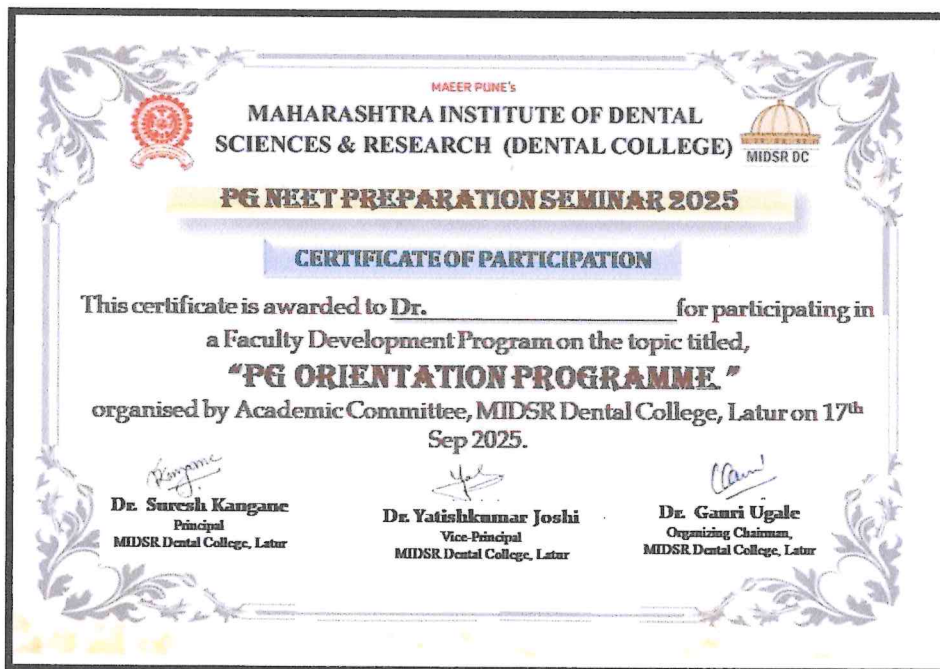 MAEER PUNE's
MAHARASHTRA INSTITUTE OF DENTAL
SCIENCES & RESEARCH (DENTAL COLLEGE)
MIDSR DC
PG NEET PREPARATION SEMINAR 2025
CERTIFICATE OF PARTICIPATION
This certificate is awarded to Dr. for participating in
a Faculty Development Program on the topic titled,
"PG ORIENTATION PROGRAMME."
organised by Academic Committee, MIDSR Dental College, Latur on 17th
Sep 2025.
Dr. Suresh Kangane
Principal
MIDSR Dental College, Latur
Dr. Yatishkumar Joshi
Vice-Principal
MIDSR Dental College, Latur
Dr. Gauri Ugale
Organizing Chairman,
MIDSR Dental College, Latur